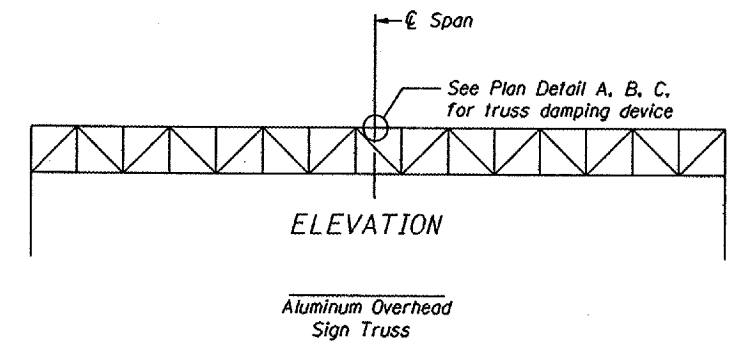 ℄ Span
See Plan Detail A, B, C,
for truss damping device
ELEVATION
Aluminum Overhead
Sign Truss